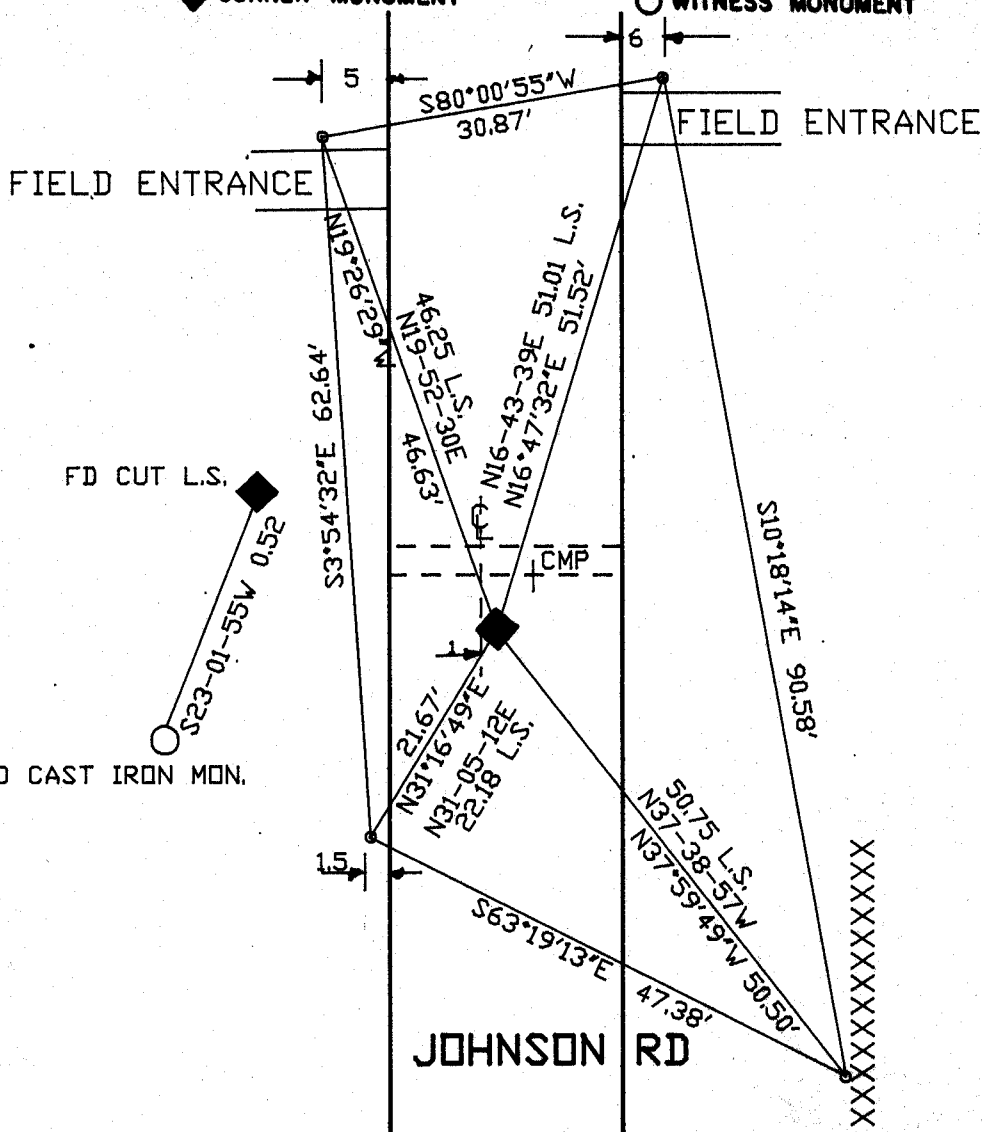 CORNER MONUMENT
WITNESS MONUMENT
6
5
S80°00'55"W
30.87'
FIELD ENTRANCE
FIELD ENTRANCE
N19°26'29"W
46.25 L.S.
N19-52-30E
46.63'
N16-43-39E 51.01 L.S.
N16°47'32"E 51.52'
S3°54'32"E 62.64'
FD CUT L.S.
S23-01-55W 0.52
CAST IRON MON.
CMP
1
S10°18'14"E 90.58'
21.67'
N31°16'49"E
N31-05-12E
22.18 L.S.
50.75 L.S.
N37-38-57W
N37°59'49"W 50.50'
1.5
S63°19'13"E 47.38'
JOHNSON RD